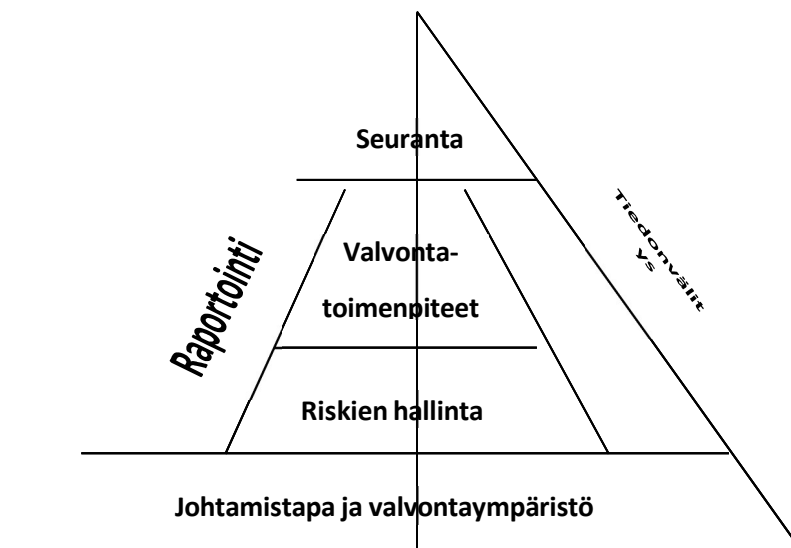 Seuranta
Raportointi
Tiedonvälit
ys
Valvonta-
toimenpiteet
Riskien hallinta
Johtamistapa ja valvontaympäristö